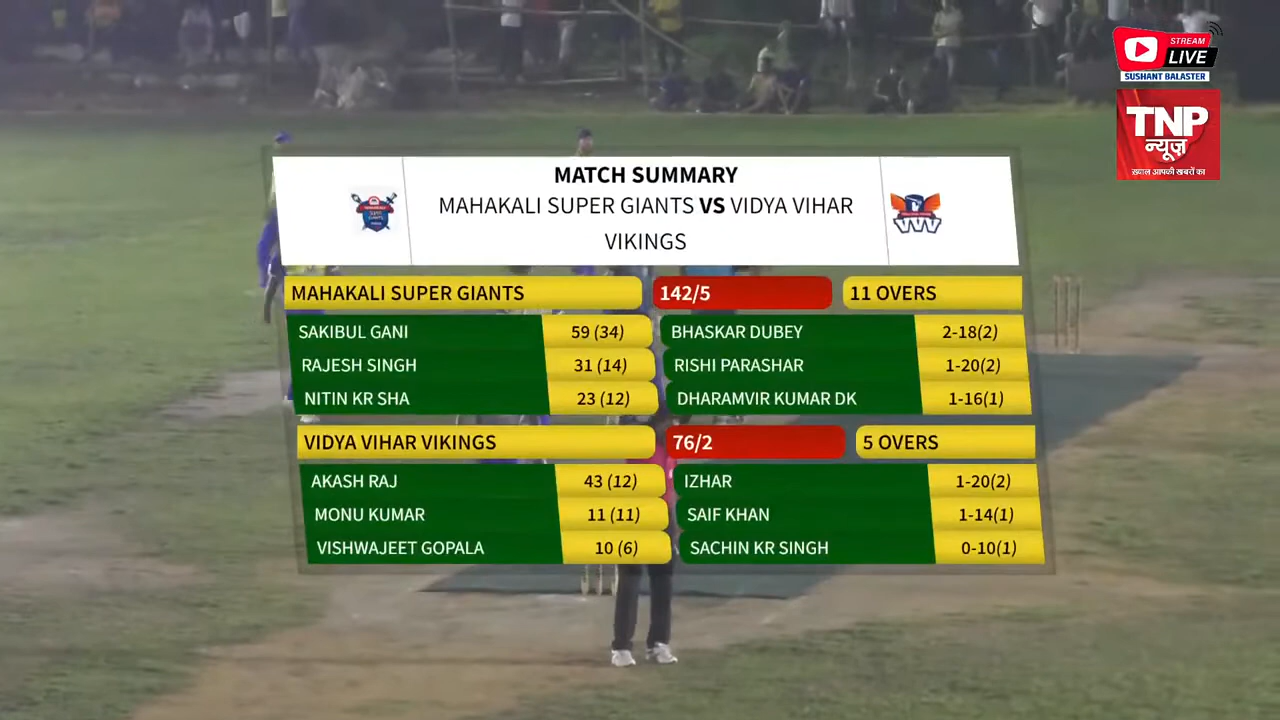 STREAM
LIVE
SUSHANT BALASTER
TNP
न्यूज़
ख़्याल आपकी खबरों का
MATCH SUMMARY
MAHAKALI SUPER GIANTS VS VIDYA VIHAR
VIKINGS
VVV
MAHAKALI SUPER GIANTS 142/5 11 OVERS
SAKIBUL GANI 59 (34) BHASKAR DUBEY 2-18(2)
RAJESH SINGH 31 (14) RISHI PARASHAR 1-20(2)
NITIN KR SHA 23 (12) DHARAMVIR KUMAR DK 1-16(1)
VIDYA VIHAR VIKINGS 76/2 5 OVERS
AKASH RAJ 43 (12) IZHAR 1-20(2)
MONU KUMAR 11 (11) SAIF KHAN 1-14(1)
VISHWAJEET GOPALA 10 (6) SACHIN KR SINGH 0-10(1)